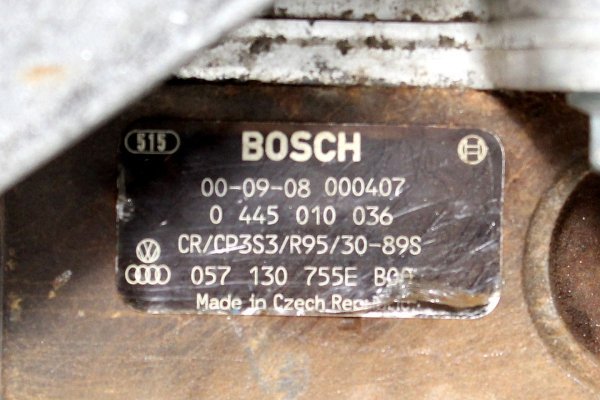 515 BOSCH
00-09-08 000407
0 445 010 036
CR/CP3S3/R95/30-89S
057 130 755E
Made in Czech